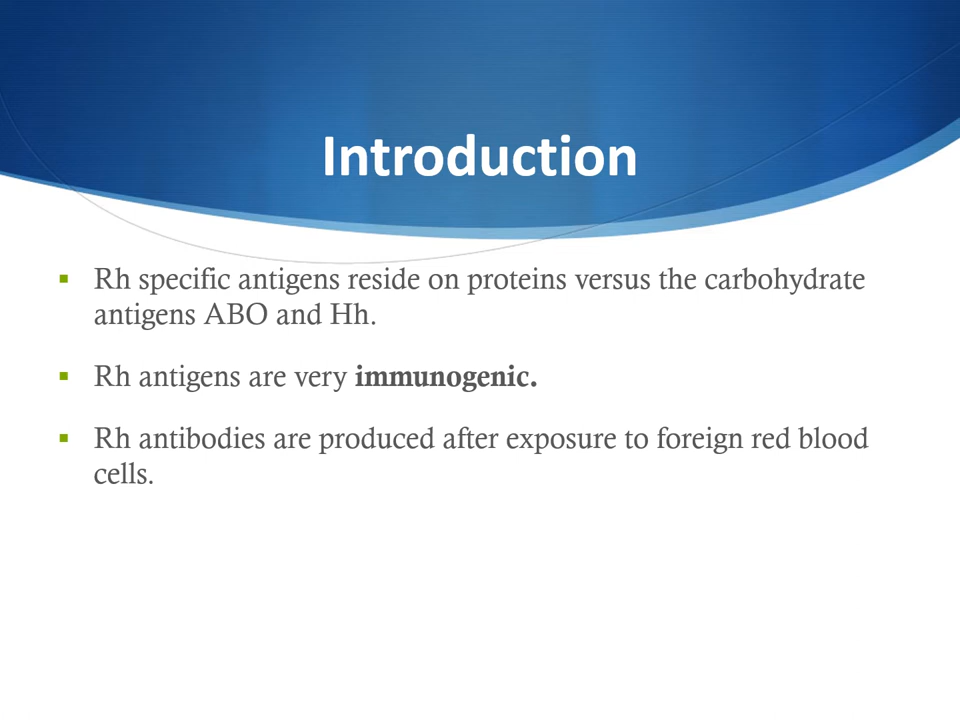 Introduction
▪ Rh specific antigens reside on proteins versus the carbohydrate
antigens ABO and Hh.
▪ Rh antigens are very immunogenic.
▪ Rh antibodies are produced after exposure to foreign red blood
cells.